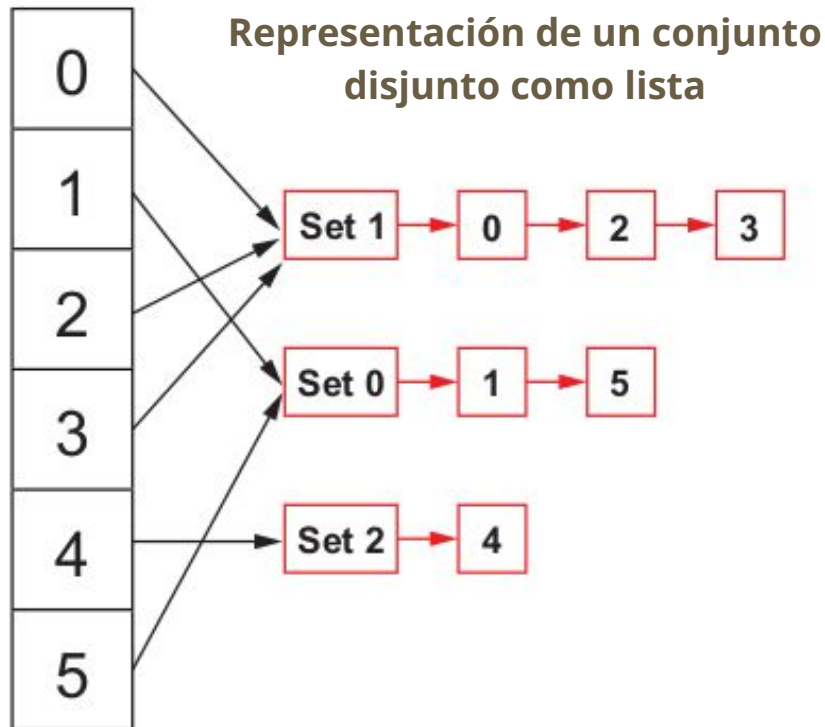 Representación de un conjunto
disjunto como lista
0
1
2
3
4
5
Set 1 0 2 3
Set 0 1 5
Set 2 4